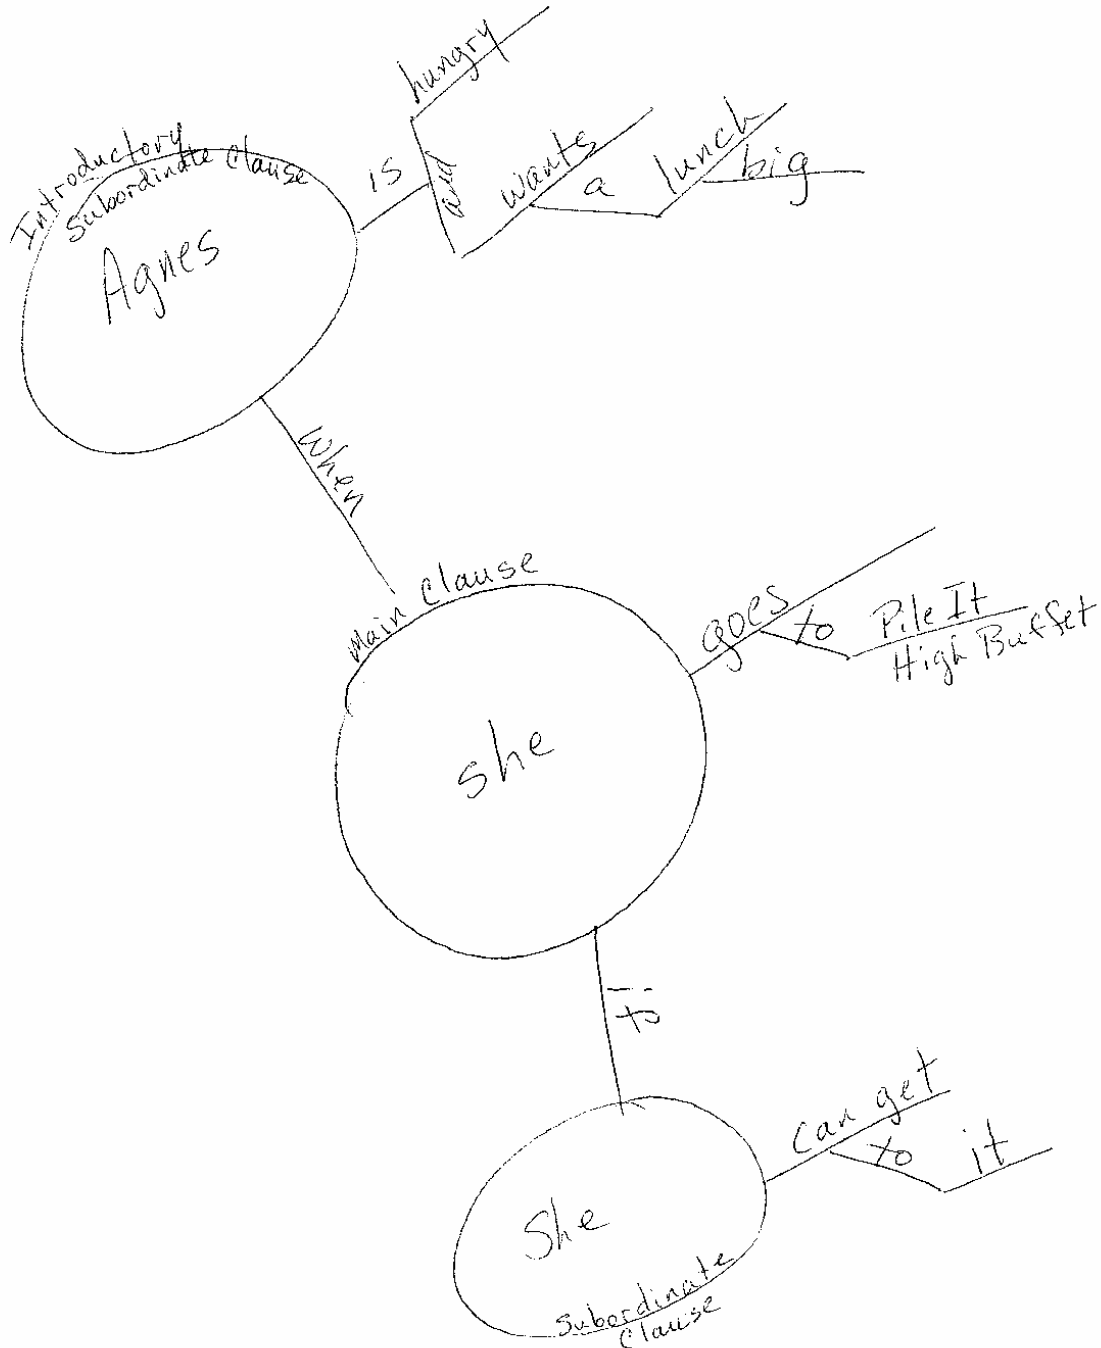 Introductory
Subordinate Clause
Agnes
is
hungry
and
wants
a
lunch
big
When
Main Clause
she
goes
to
Pile It
High Buffet
if
She
can get
to
it
Subordinate
Clause